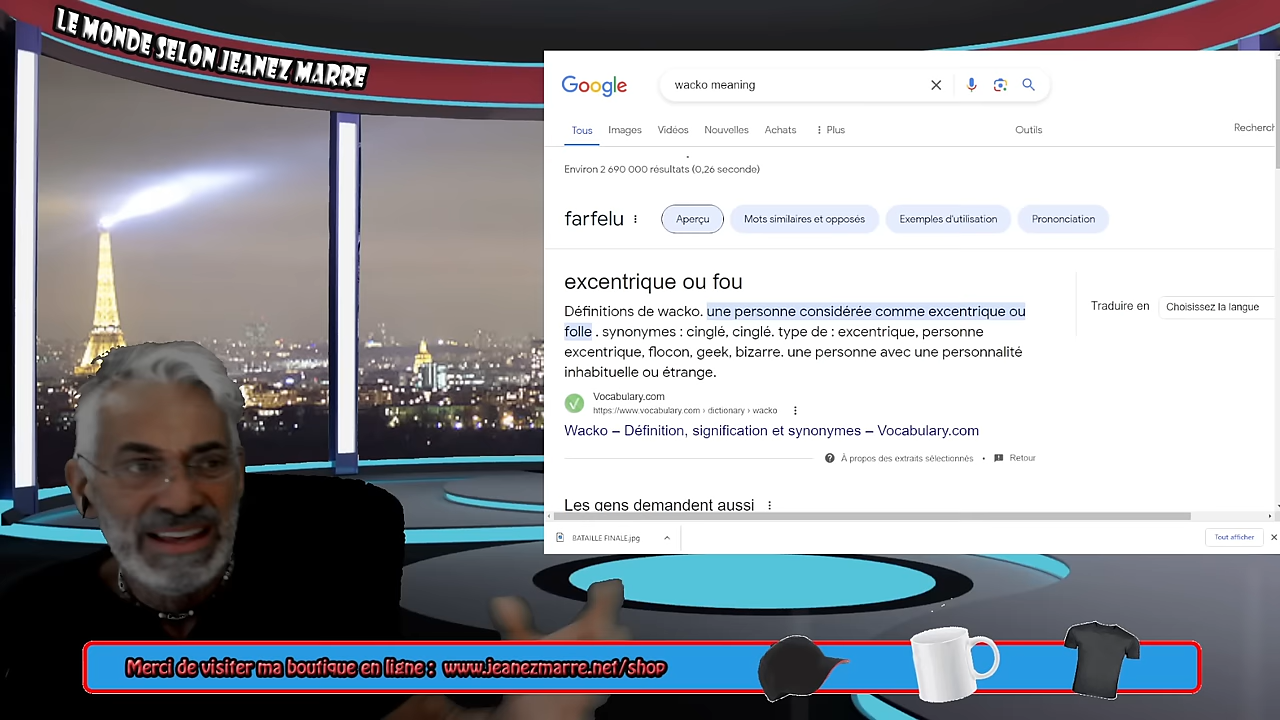 LE MONDE SELON JEANEZ MARRE
Google
wacko meaning
Tous Images Vidéos Nouvelles Achats Plus Outils
Recherch
Environ 2 690 000 résultats (0,26 seconde)
farfelu
Aperçu Mots similaires et opposés Exemples d'utilisation Prononciation
excentrique ou fou
Définitions de wacko. une personne considérée comme excentrique ou
folle . synonymes : cinglé, cinglé. type de : excentrique, personne
excentrique, flocon, geek, bizarre. une personne avec une personnalité
inhabituelle ou étrange.
Traduire en Choisissez la langue
Vocabulary.com
https://www.vocabulary.com › dictionary › wacko
Wacko – Définition, signification et synonymes – Vocabulary.com
À propos des extraits sélectionnés • Retour
Les gens demandent aussi
BATAILLE FINALE.jpg
Tout afficher
Merci de visiter ma boutique en ligne : www.jeanezmarre.net/shop